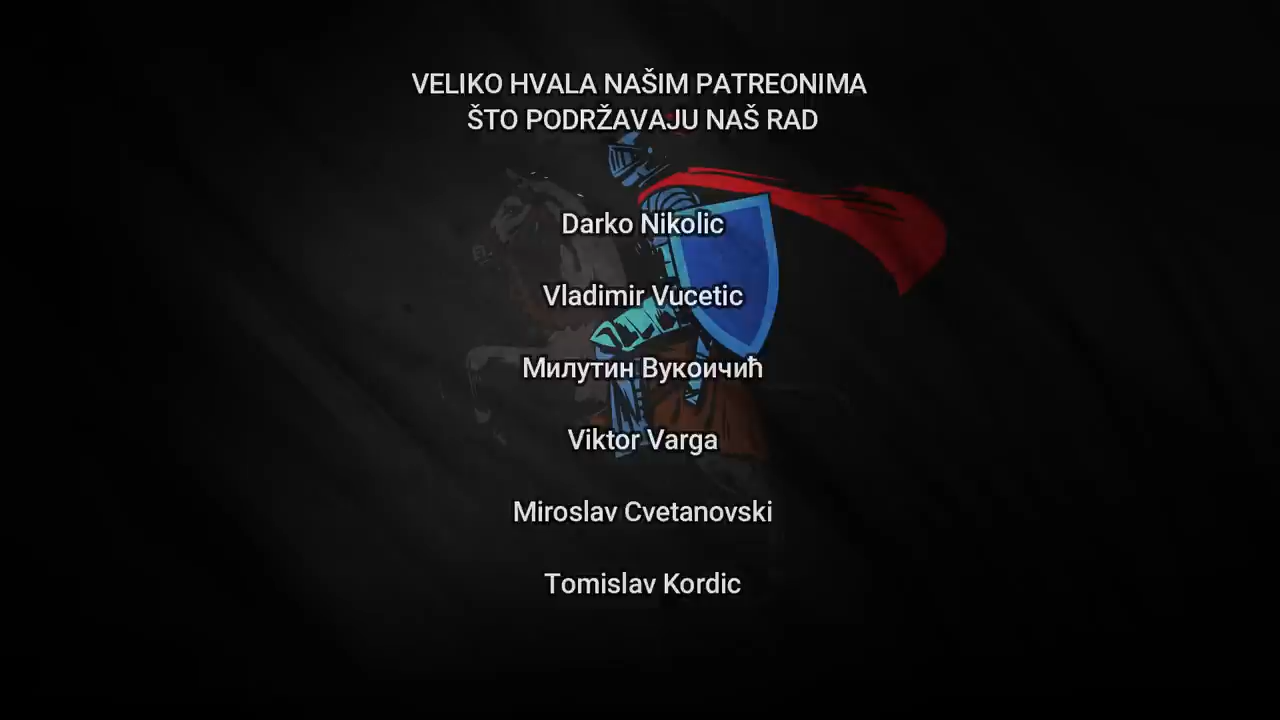 VELIKO HVALA NAŠIM PATREONIMA
ŠTO PODRŽAVAJU NAŠ RAD
Darko Nikolic
Vladimir Vucetic
Милутин Вукоичић
Viktor Varga
Miroslav Cvetanovski
Tomislav Kordic